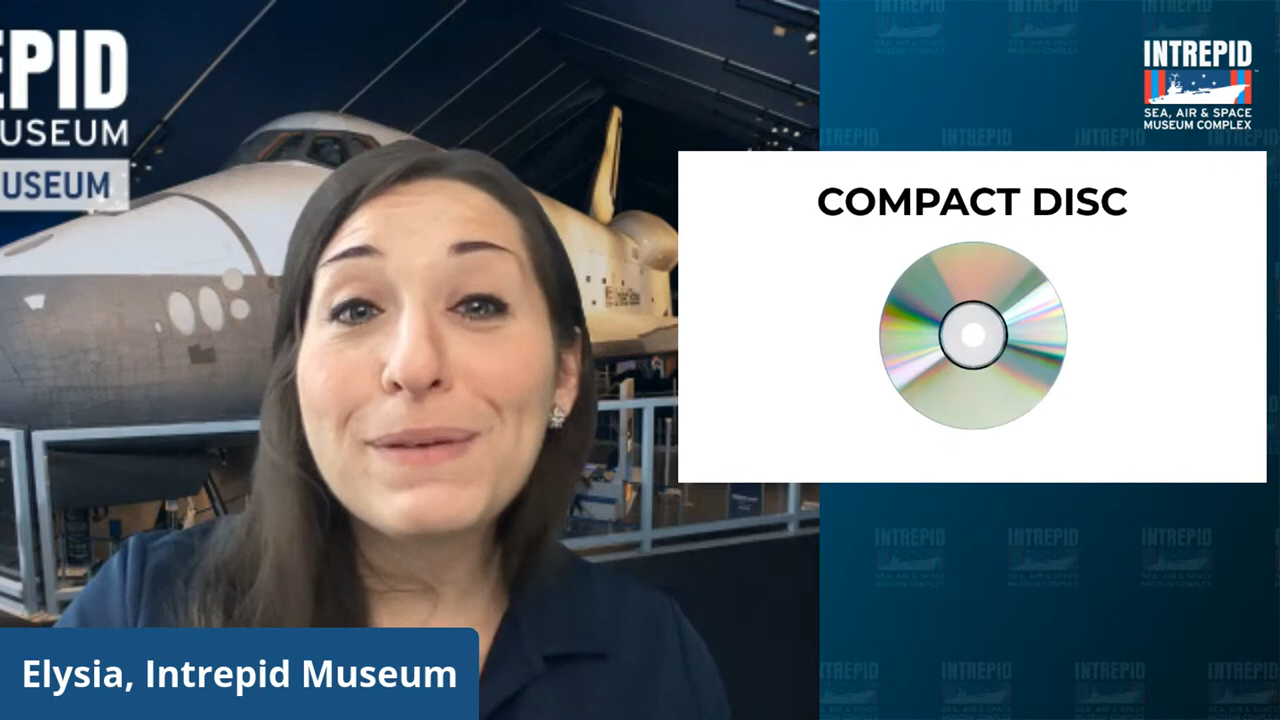 EPID
USEUM
USEUM
INTREPID
SEA, AIR & SPACE
MUSEUM COMPLEX
COMPACT DISC
Elysia, Intrepid Museum